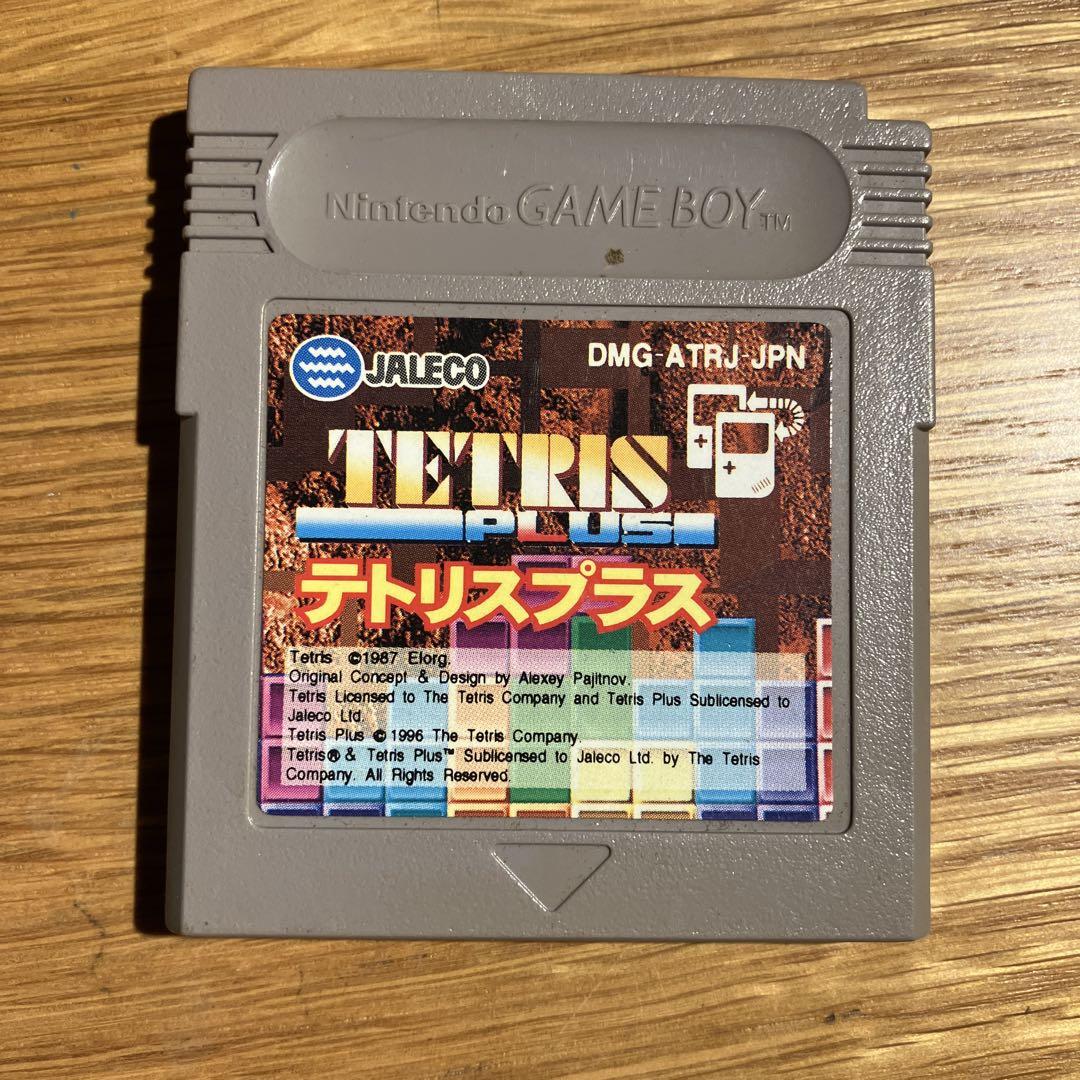 Nintendo GAME BOY TM
JALECO
DMG-ATRJ-JPN
TETRIS
PLUS
テトリスプラス
Tetris ©1987 Elorg.
Original Concept & Design by Alexey Pajitnov.
Tetris Licensed to The Tetris Company and Tetris Plus Sublicensed to
Jaleco Ltd.
Tetris Plus © 1996 The Tetris Company.
Tetris® & Tetris Plus™ Sublicensed to Jaleco Ltd. by The Tetris
Company. All Rights Reserved.